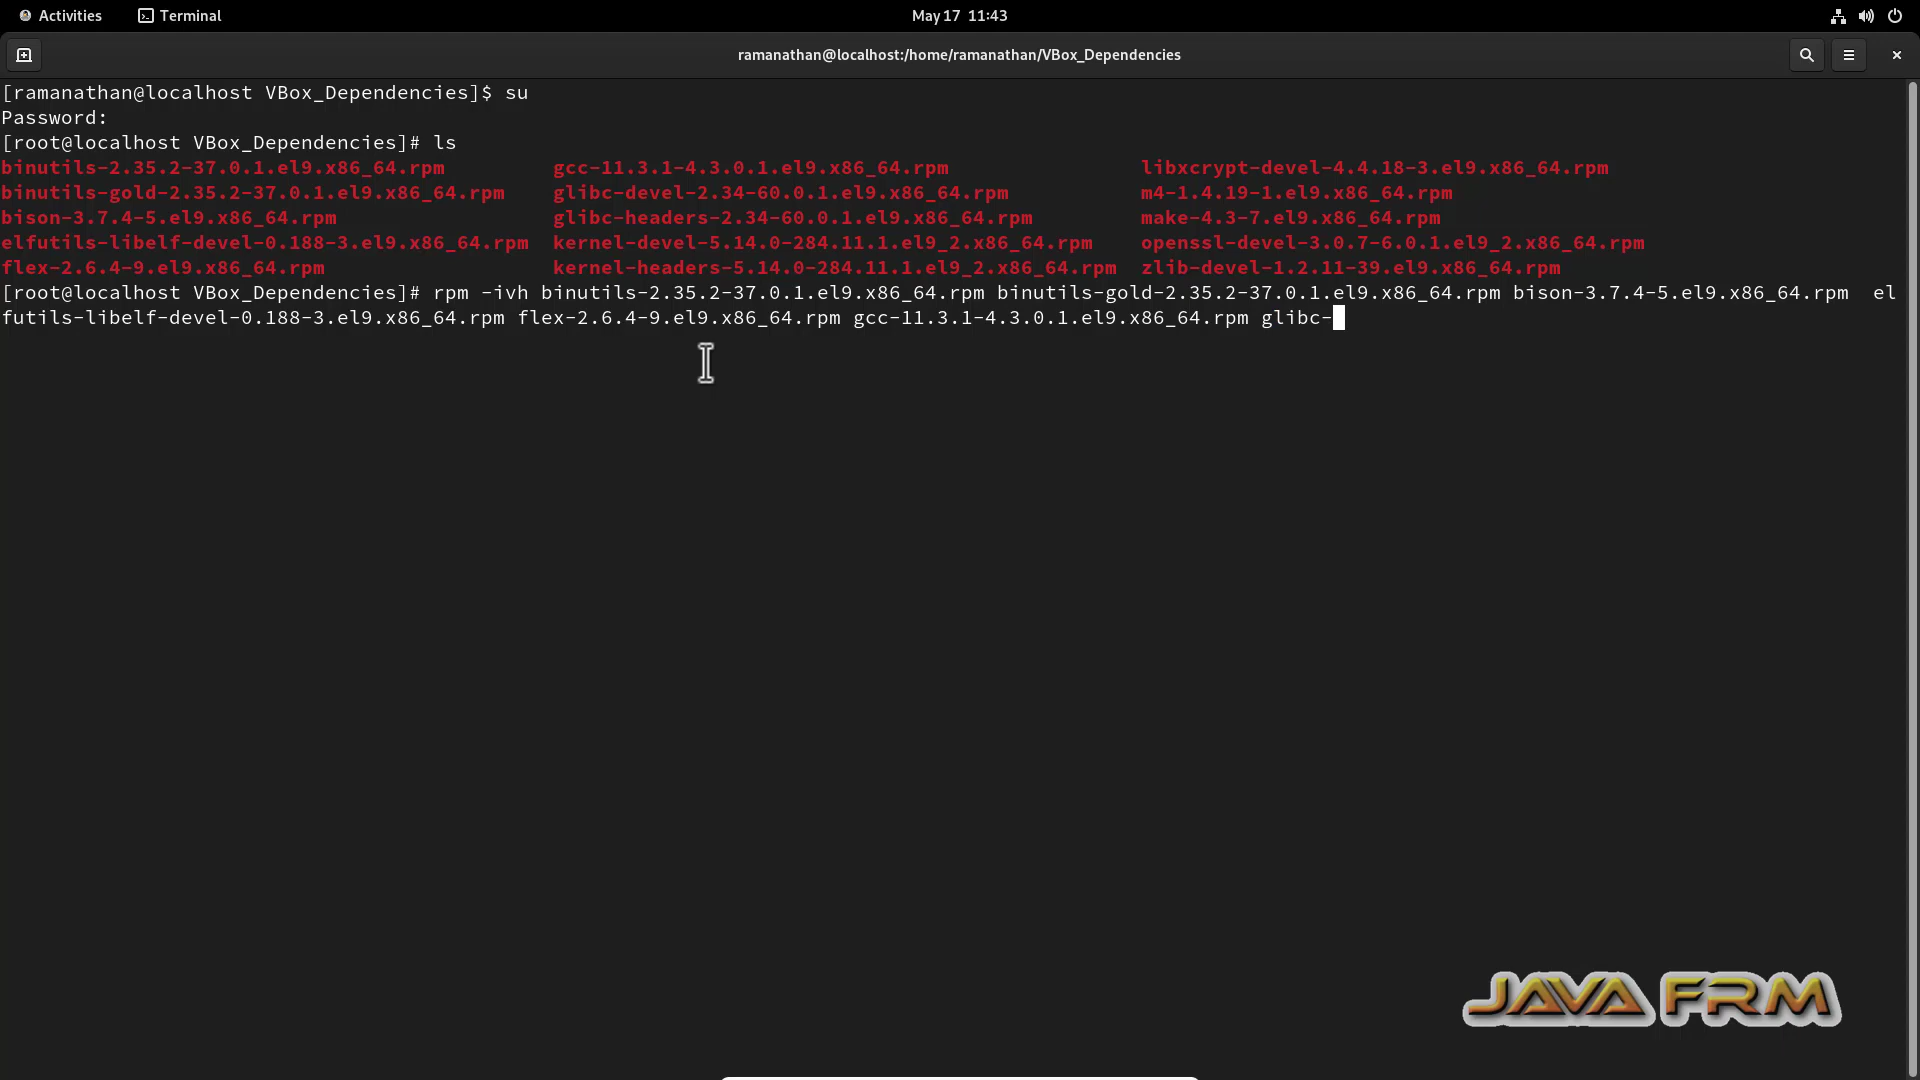 Activities Terminal May 17 11:43
ramanathan@localhost:/home/ramanathan/VBox_Dependencies
[ramanathan@localhost VBox_Dependencies]$ su
Password:
[root@localhost VBox_Dependencies]# ls
binutils-2.35.2-37.0.1.el9.x86_64.rpm gcc-11.3.1-4.3.0.1.el9.x86_64.rpm libxcrypt-devel-4.4.18-3.el9.x86_64.rpm
binutils-gold-2.35.2-37.0.1.el9.x86_64.rpm glibc-devel-2.34-60.0.1.el9.x86_64.rpm m4-1.4.19-1.el9.x86_64.rpm
bison-3.7.4-5.el9.x86_64.rpm glibc-headers-2.34-60.0.1.el9.x86_64.rpm make-4.3-7.el9.x86_64.rpm
elfutils-libelf-devel-0.188-3.el9.x86_64.rpm kernel-devel-5.14.0-284.11.1.el9_2.x86_64.rpm openssl-devel-3.0.7-6.0.1.el9_2.x86_64.rpm
flex-2.6.4-9.el9.x86_64.rpm kernel-headers-5.14.0-284.11.1.el9_2.x86_64.rpm zlib-devel-1.2.11-39.el9.x86_64.rpm
[root@localhost VBox_Dependencies]# rpm -ivh binutils-2.35.2-37.0.1.el9.x86_64.rpm binutils-gold-2.35.2-37.0.1.el9.x86_64.rpm bison-3.7.4-5.el9.x86_64.rpm el
futils-libelf-devel-0.188-3.el9.x86_64.rpm flex-2.6.4-9.el9.x86_64.rpm gcc-11.3.1-4.3.0.1.el9.x86_64.rpm glibc-
JAVA FRM